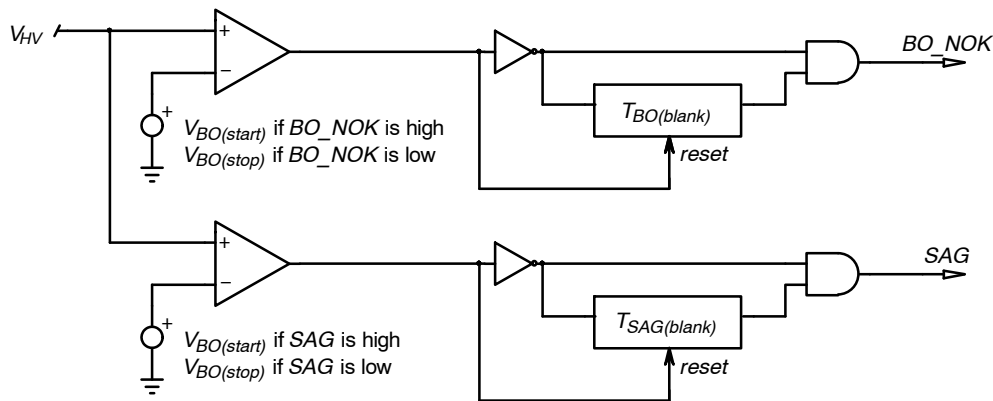 V_HV
+
−
+
V_BO(start) if BO_NOK is high
V_BO(stop) if BO_NOK is low
T_BO(blank)
reset
BO_NOK
+
−
+
V_BO(start) if SAG is high
V_BO(stop) if SAG is low
T_SAG(blank)
reset
SAG